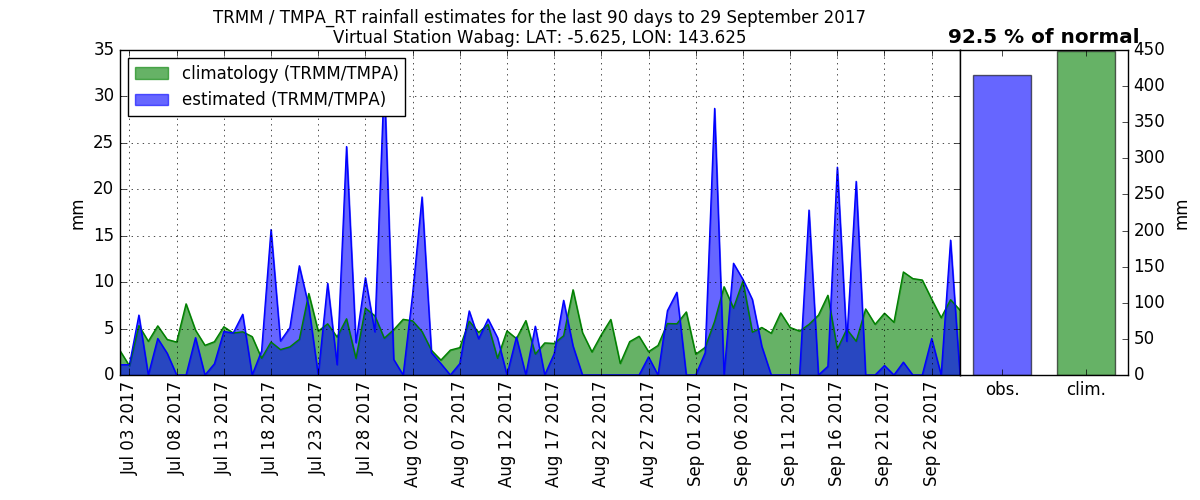 TRMM / TMPA_RT rainfall estimates for the last 90 days to 29 September 2017
Virtual Station Wabag: LAT: -5.625, LON: 143.625
92.5 % of normal
climatology (TRMM/TMPA)
estimated (TRMM/TMPA)
35
30
25
20
15
10
5
0
mm
Jul 03 2017
Jul 08 2017
Jul 13 2017
Jul 18 2017
Jul 23 2017
Jul 28 2017
Aug 02 2017
Aug 07 2017
Aug 12 2017
Aug 17 2017
Aug 22 2017
Aug 27 2017
Sep 01 2017
Sep 06 2017
Sep 11 2017
Sep 16 2017
Sep 21 2017
Sep 26 2017
obs.
clim.
450
400
350
300
250
200
150
100
50
0
mm